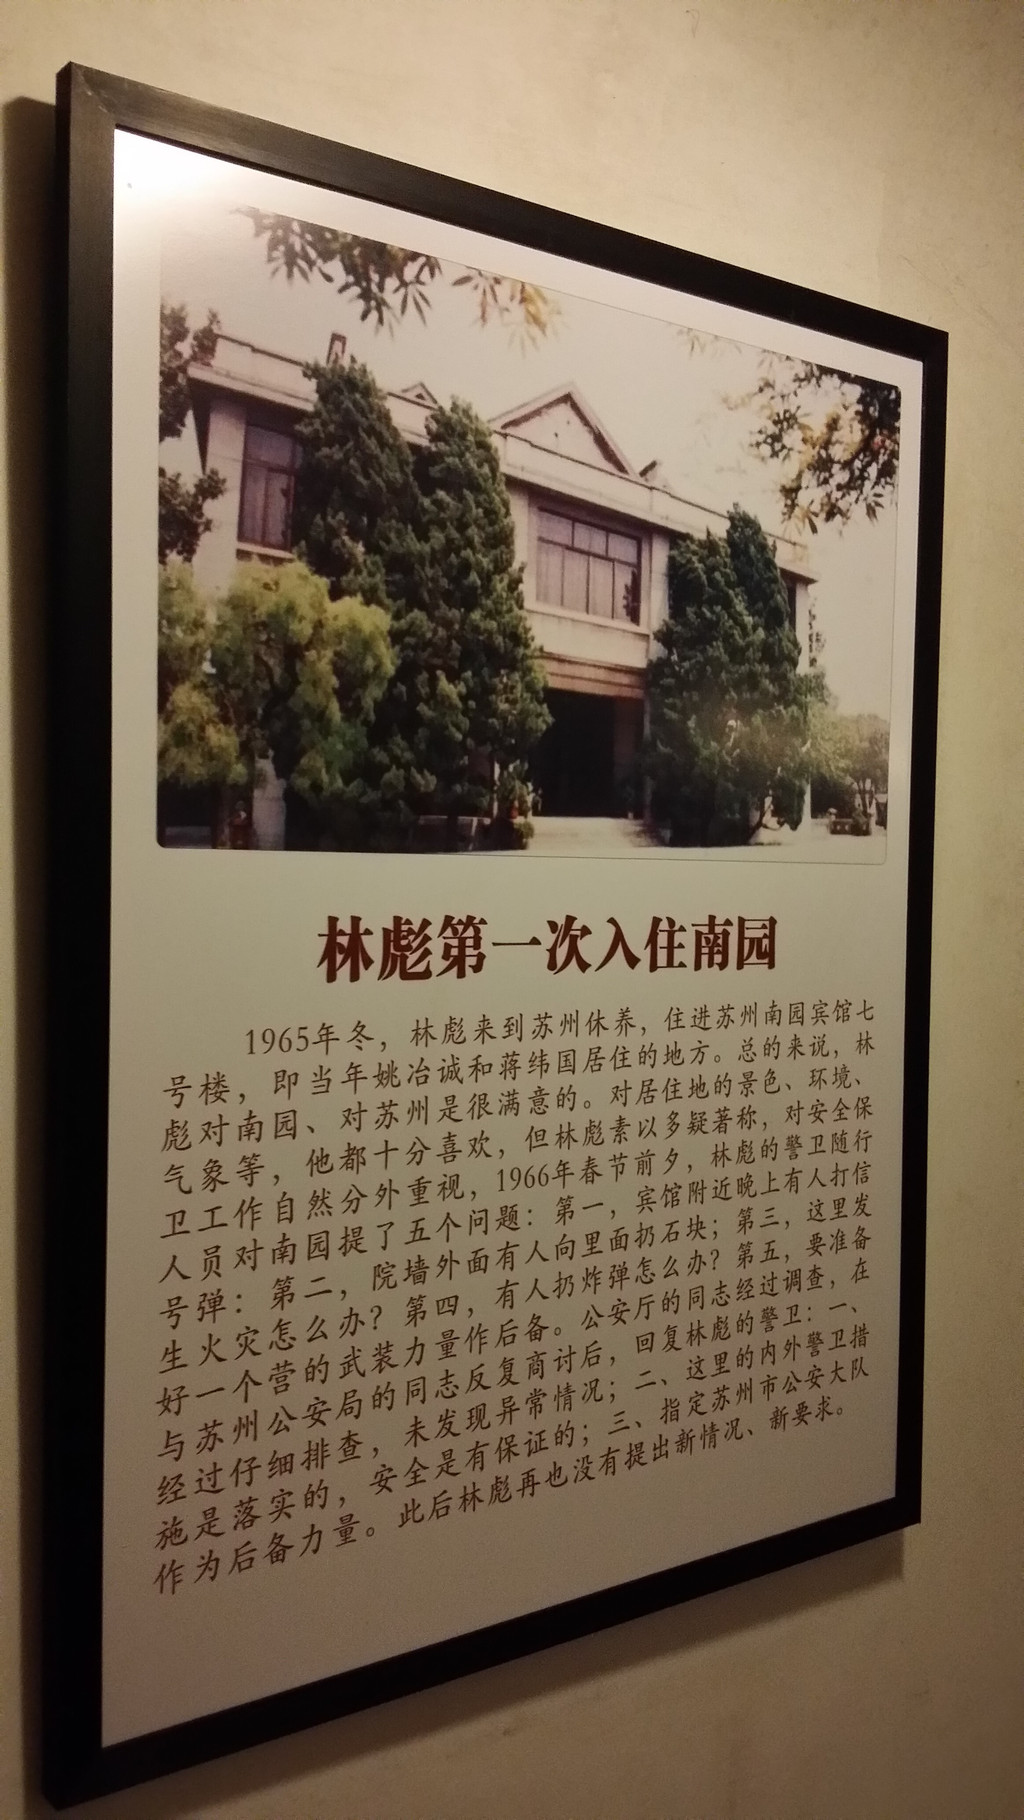 林彪第一次入住南园
1965年冬，林彪来到苏州休养，住进苏州南园宾馆七
号楼，即当年姚冶诚和蒋纬国居住的地方。总的来说，林
彪对南园、对苏州是很满意的。对居住地的景色、环境、
气象等，他都十分喜欢，但林彪素以多疑著称，对安全保
卫工作自然分外重视，1966年春节前夕，林彪的警卫随行
人员对南园提了五个问题：第一，宾馆附近晚上有人打信
号弹：第二，院墙外面有人向里面扔石块；第三，这里发
生火灾怎么办？第四，有人扔炸弹怎么办？第五，要准备
好一个营的武装力量作后备。公安厅的同志经过调查，在
与苏州公安局的同志反复商讨后，回复林彪的警卫：一、
经过仔细排查，未发现异常情况；二、这里的内外警卫措
施是落实的，安全是有保证的；三、指定苏州市公安大队
作为后备力量。此后林彪再也没有提出新情况、新要求。